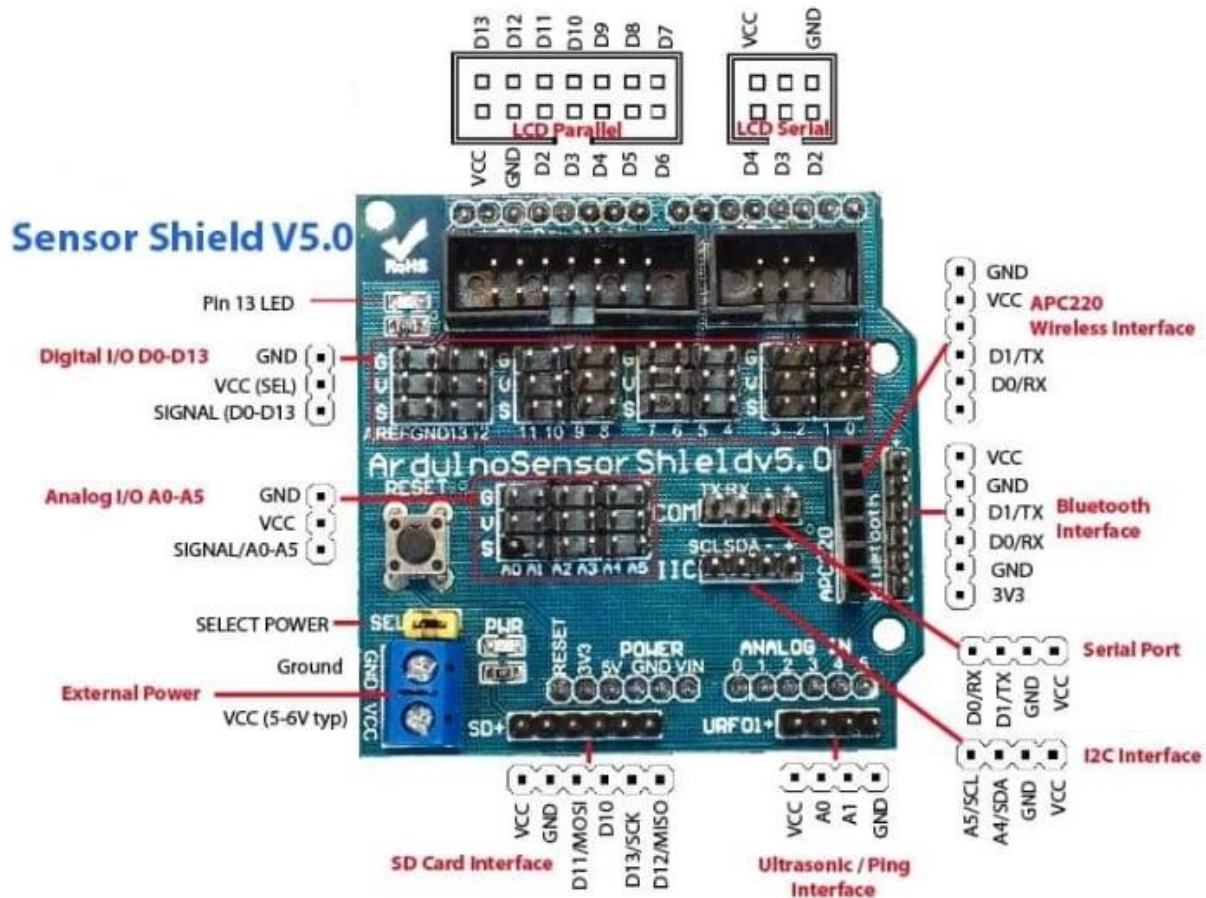 D13 D12 D11 D10 D9 D8 D7
VCC GND
LCD Parallel
LCD Serial
VCC GND D2 D3 D4 D5 D6
D4 D3 D2
Sensor Shield V5.0
RoHS
Pin 13 LED
Digital I/O D0-D13
GND
VCC (SEL)
SIGNAL (D0-D13
G
V
S
G
V
S
G
V
S
G
V
S
AREFGND13 12
11 10 9 8
7 6 5 4
3 2 1 0
ArduinoSensorShieldv5.0
RESET
Analog I/O A0-A5
GND
VCC
SIGNAL/A0-A5
G
V
S
A0 A1 A2 A3 A4 A5
COM
TXRX - +
IIC
SCLSDA - +
APC220
Bluetooth
+
GND
VCC
D1/TX
D0/RX
APC220
Wireless Interface
VCC
GND
D1/TX
D0/RX
GND
3V3
Bluetooth
Interface
SELECT POWER
SEL
PWR
Ground
GND
External Power
VCC (5-6V typ)
VCC
POWER
RESET 3V3 5V GND VIN
ANALOG IN
0 1 2 3 4 5
SD+
URF01+
Serial Port
D0/RX D1/TX GND VCC
I2C Interface
A5/SCL A4/SDA GND VCC
VCC GND D11/MOSI D10 D13/SCK D12/MISO
SD Card Interface
VCC A0 A1 GND
Ultrasonic / Ping
Interface